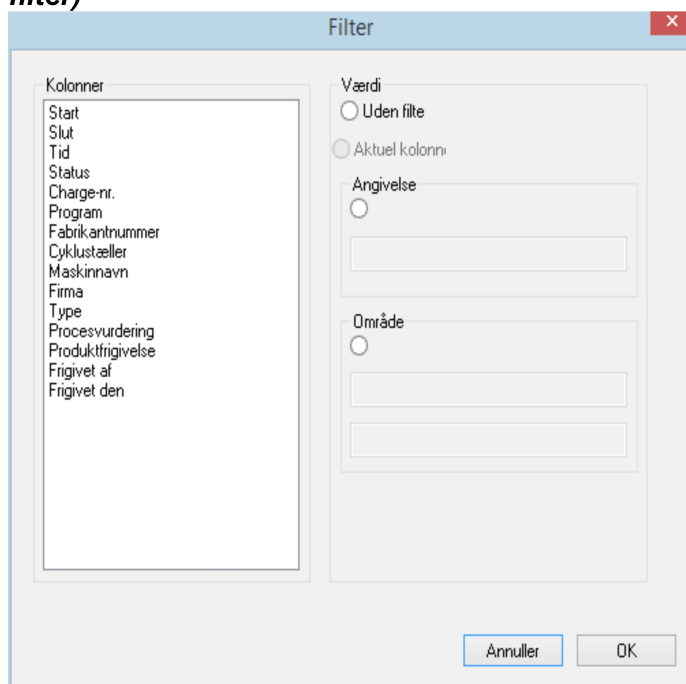 filter)
Filter
Kolonner
Start
Slut
Tid
Status
Charge-nr.
Program
Fabrikantnummer
Cyklustæller
Maskinnavn
Firma
Type
Procesvurdering
Produktfrigivelse
Frigivet af
Frigivet den
Værdi
Uden filte
Aktuel kolonn
Angivelse
Område
Annuller
OK